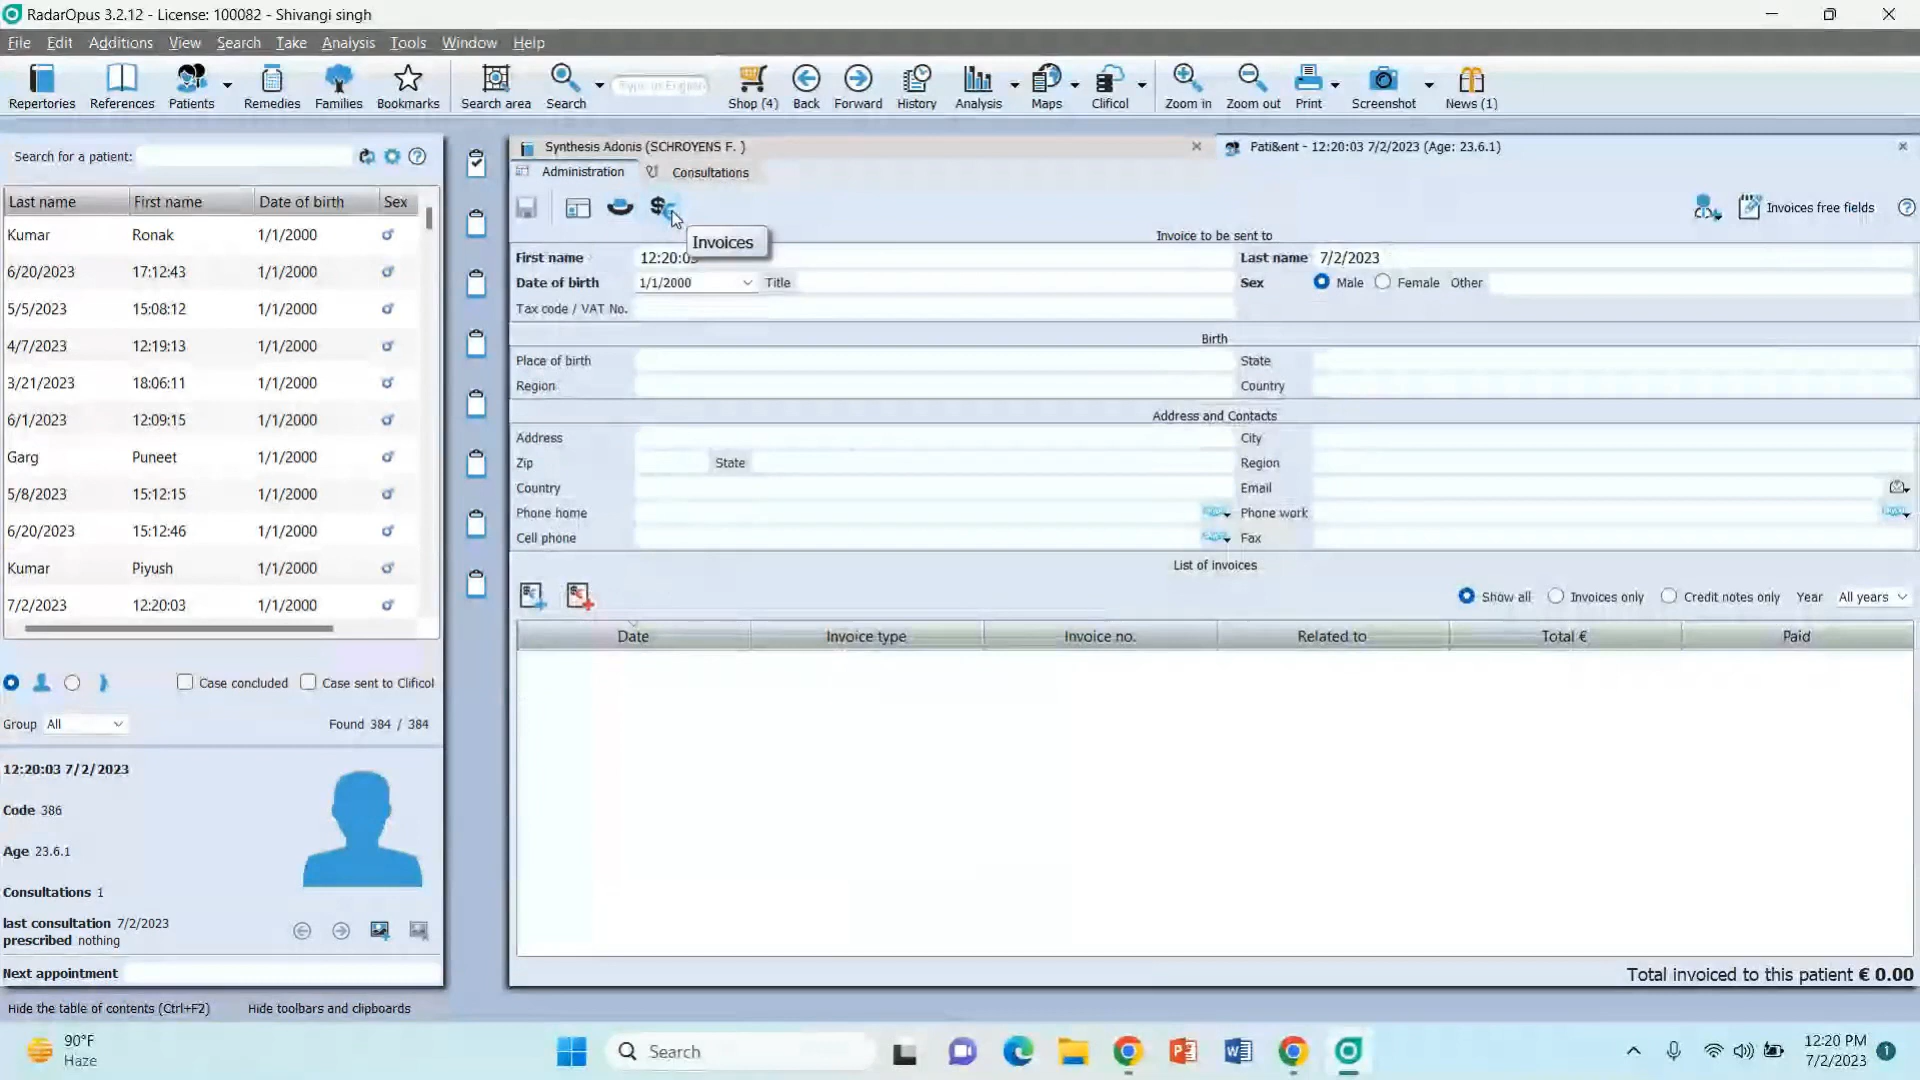 RadarOpus 3.2.12 - License: 100082 - Shivangi singh
File Edit Additions View Search Take Analysis Tools Window Help
Repertories References Patients Remedies Families Bookmarks Search area Search Shop (4) Back Forward History Analysis Maps Clificol Zoom in Zoom out Print Screenshot News (1)
Search for a patient:
Last name First name Date of birth Sex
Kumar Ronak 1/1/2000
6/20/2023 17:12:43 1/1/2000
5/5/2023 15:08:12 1/1/2000
4/7/2023 12:19:13 1/1/2000
3/21/2023 18:06:11 1/1/2000
6/1/2023 12:09:15 1/1/2000
Garg Puneet 1/1/2000
5/8/2023 15:12:15 1/1/2000
6/20/2023 15:12:46 1/1/2000
Kumar Piyush 1/1/2000
7/2/2023 12:20:03 1/1/2000
Case concluded Case sent to Clificol
Group All Found 384 / 384
12:20:03 7/2/2023
Code 386
Age 23.6.1
Consultations 1
last consultation 7/2/2023
prescribed nothing
Next appointment
Hide the table of contents (Ctrl+F2) Hide toolbars and clipboards
Synthesis Adonis (SCHROYENS F. ) Pati&ent - 12:20:03 7/2/2023 (Age: 23.6.1)
Administration Consultations
Invoices free fields
Invoices
Invoice to be sent to
First name 12:20:03 Last name 7/2/2023
Date of birth 1/1/2000 Title Sex Male Female Other
Tax code / VAT No.
Birth
Place of birth State
Region Country
Address and Contacts
Address City
Zip State Region
Country Email
Phone home Phone work
Cell phone Fax
List of invoices
Show all Invoices only Credit notes only Year All years
Date Invoice type Invoice no. Related to Total € Paid
Total invoiced to this patient € 0.00
90°F
Haze
Search
12:20 PM
7/2/2023
1